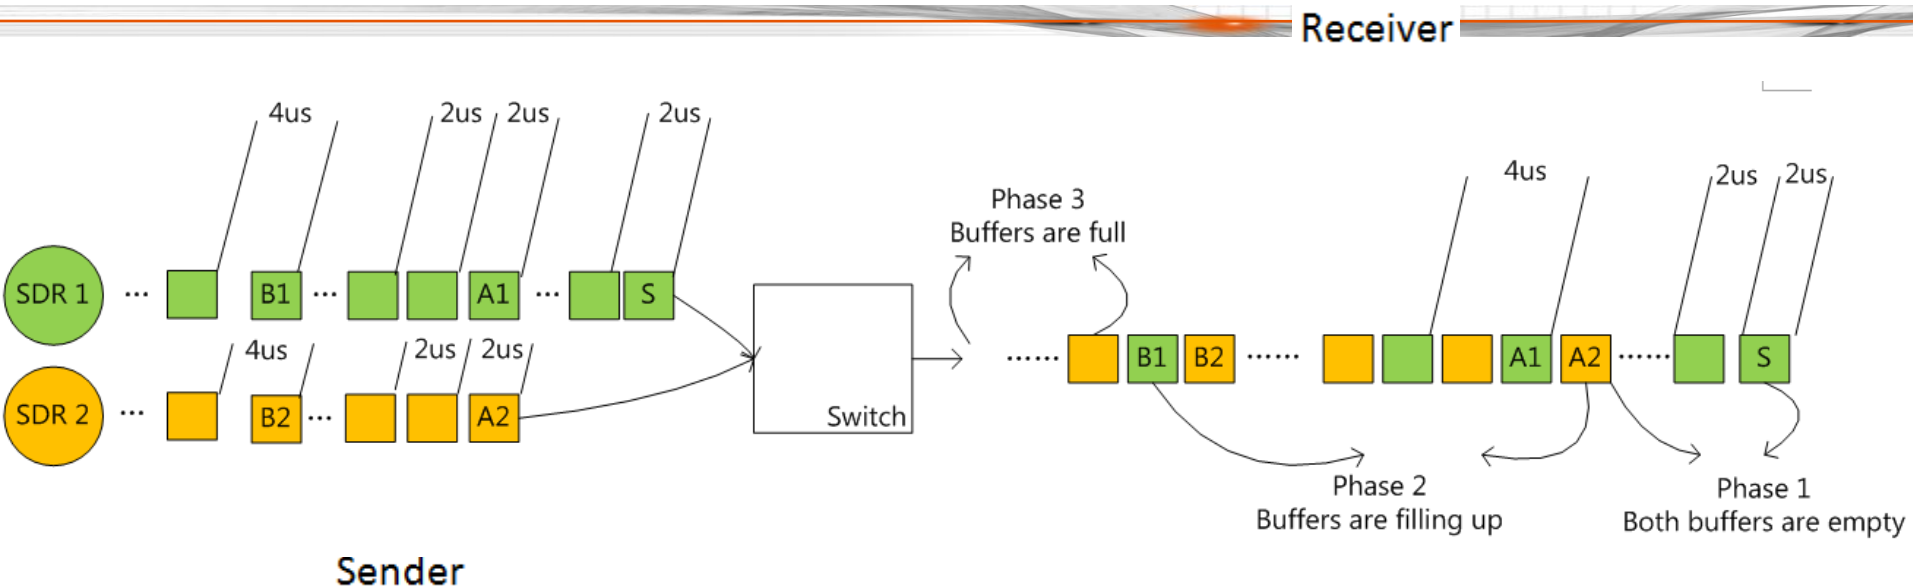 Receiver
4us
2us
2us
2us
4us
2us
2us
Phase 3
Buffers are full
SDR 1
...
B1
...
A1
...
S
4us
2us
2us
SDR 2
...
B2
...
A2
Switch
......
B1
B2
......
A1
A2
......
S
Phase 2
Buffers are filling up
Phase 1
Both buffers are empty
Sender